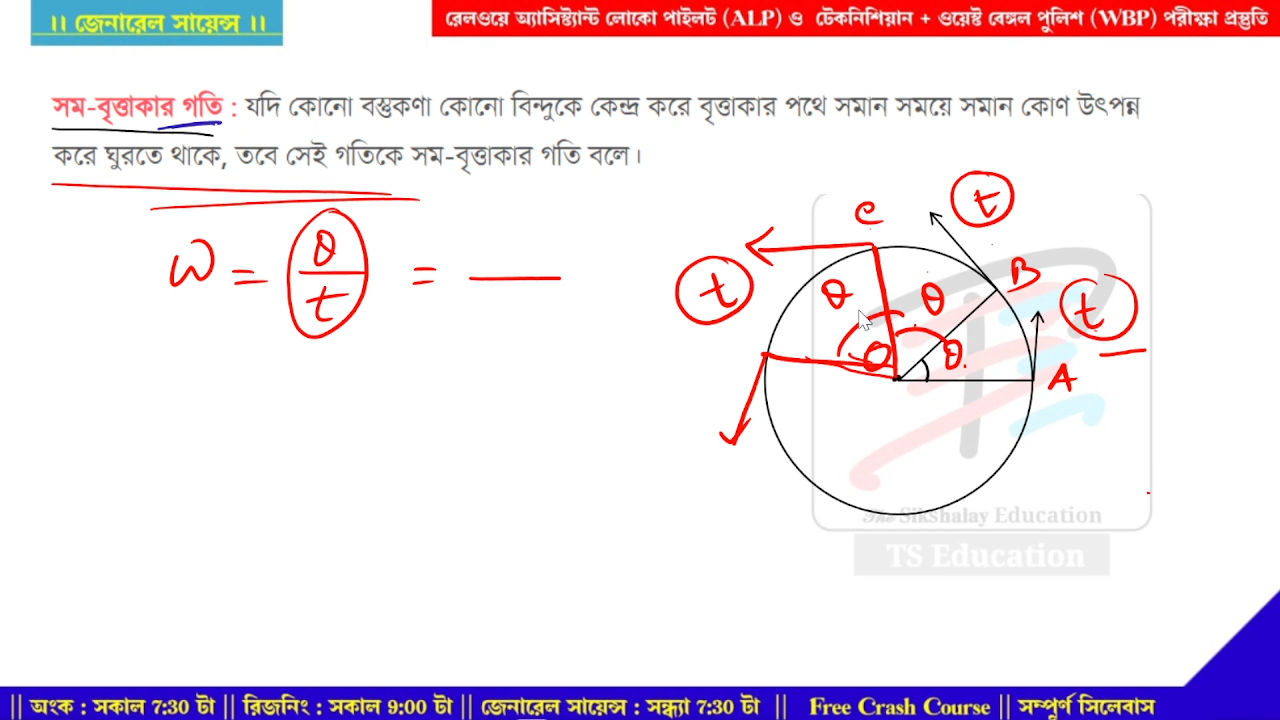 ।। জেনারেল সায়েন্স ।।
রেলওয়ে অ্যাসিস্ট্যান্ট লোকো পাইলট (ALP) ও টেকনিশিয়ান + ওয়েস্ট বেঙ্গল পুলিশ (WBP) পরীক্ষা প্রস্তুতি
সম-বৃত্তাকার গতি : যদি কোনো বস্তুকণা কোনো বিন্দুকে কেন্দ্র করে বৃত্তাকার পথে সমান সময়ে সমান কোণ উৎপন্ন
করে ঘুরতে থাকে, তবে সেই গতিকে সম-বৃত্তাকার গতি বলে।
ω = θ/t =
C
t
t
B
t
θ
θ
θ
O
A
The Sikshalay Education
TS Education
|| অংক : সকাল 7:30 টা || রিজনিং : সকাল 9:00 টা || জেনারেল সায়েন্স : সন্ধ্যা 7:30 টা || Free Crash Course || সম্পূর্ণ সিলেবাস